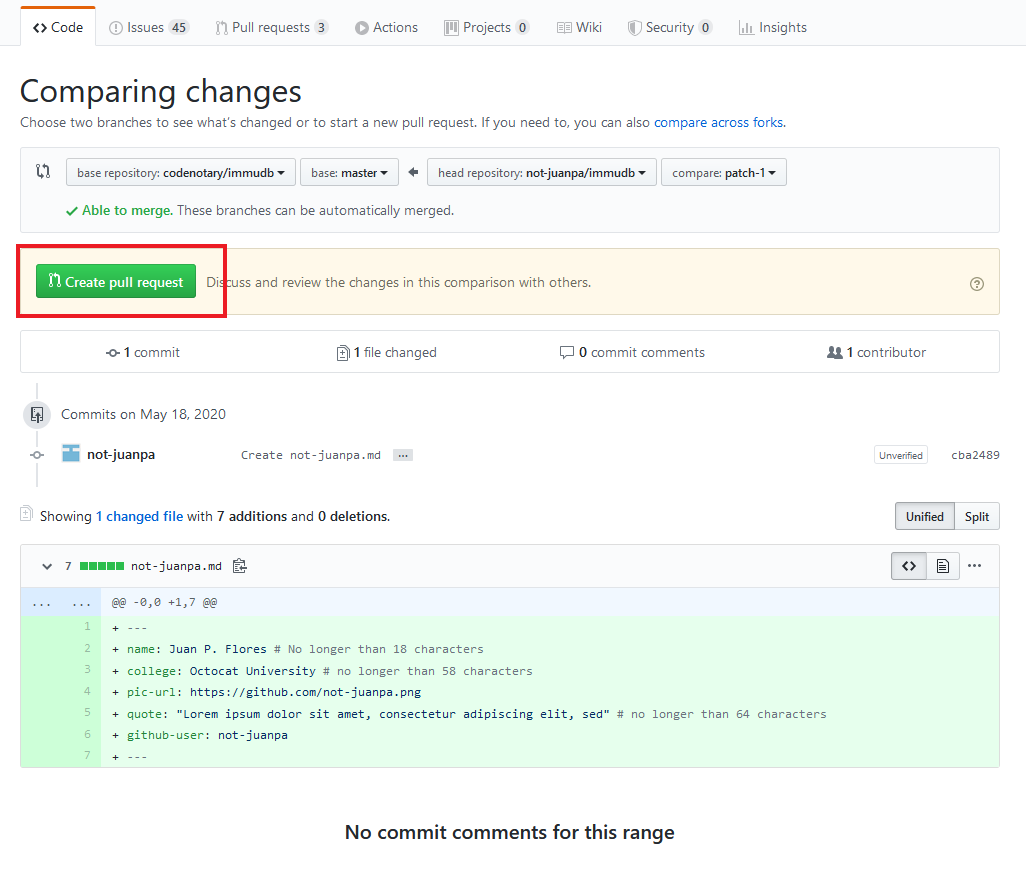 Code Issues 45 Pull requests 3 Actions Projects 0 Wiki Security 0 Insights
Comparing changes
Choose two branches to see what's changed or to start a new pull request. If you need to, you can also compare across forks.
base repository: codenotary/immudb base: master head repository: not-juanpa/immudb compare: patch-1
Able to merge. These branches can be automatically merged.
Create pull request Discuss and review the changes in this comparison with others.
1 commit 1 file changed 0 commit comments 1 contributor
Commits on May 18, 2020
not-juanpa Create not-juanpa.md ... Unverified cba2489
Showing 1 changed file with 7 additions and 0 deletions. Unified Split
7 not-juanpa.md
... ... @@ -0,0 +1,7 @@
1 + ---
2 + name: Juan P. Flores # No longer than 18 characters
3 + college: Octocat University # no longer than 58 characters
4 + pic-url: https://github.com/not-juanpa.png
5 + quote: "Lorem ipsum dolor sit amet, consectetur adipiscing elit, sed" # no longer than 64 characters
6 + github-user: not-juanpa
7 + ---
No commit comments for this range